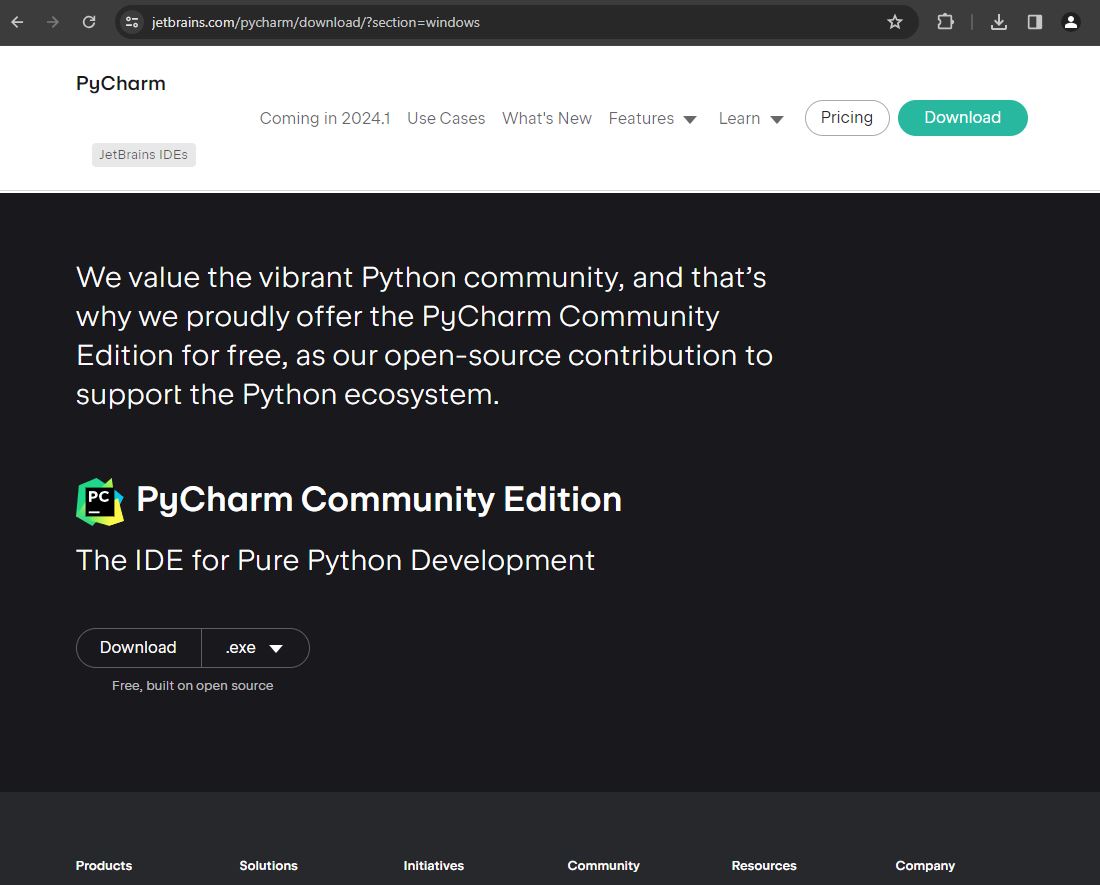 jetbrains.com/pycharm/download/?section=windows
PyCharm
Coming in 2024.1 Use Cases What's New Features Learn Pricing Download
JetBrains IDEs
We value the vibrant Python community, and that’s
why we proudly offer the PyCharm Community
Edition for free, as our open-source contribution to
support the Python ecosystem.
PC
PyCharm Community Edition
The IDE for Pure Python Development
Download .exe
Free, built on open source
Products Solutions Initiatives Community Resources Company